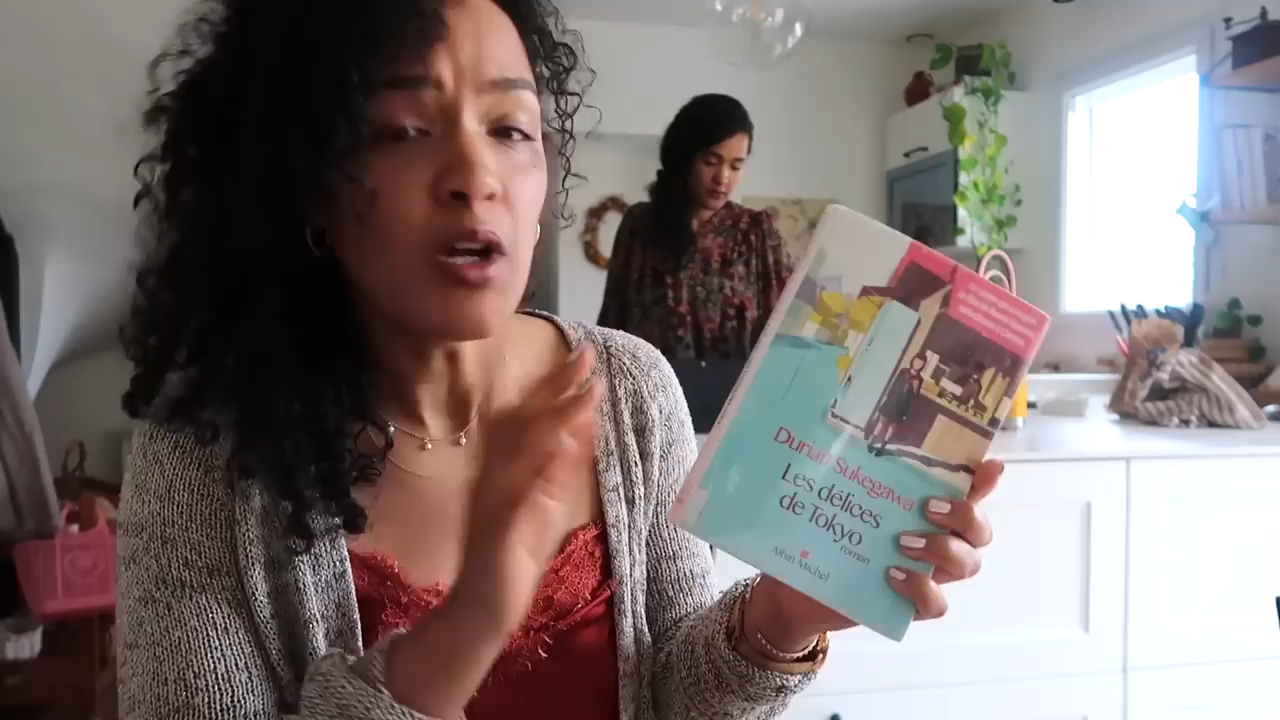 Durian Sukegawa
Les délices
de Tokyo
roman
Albin Michel